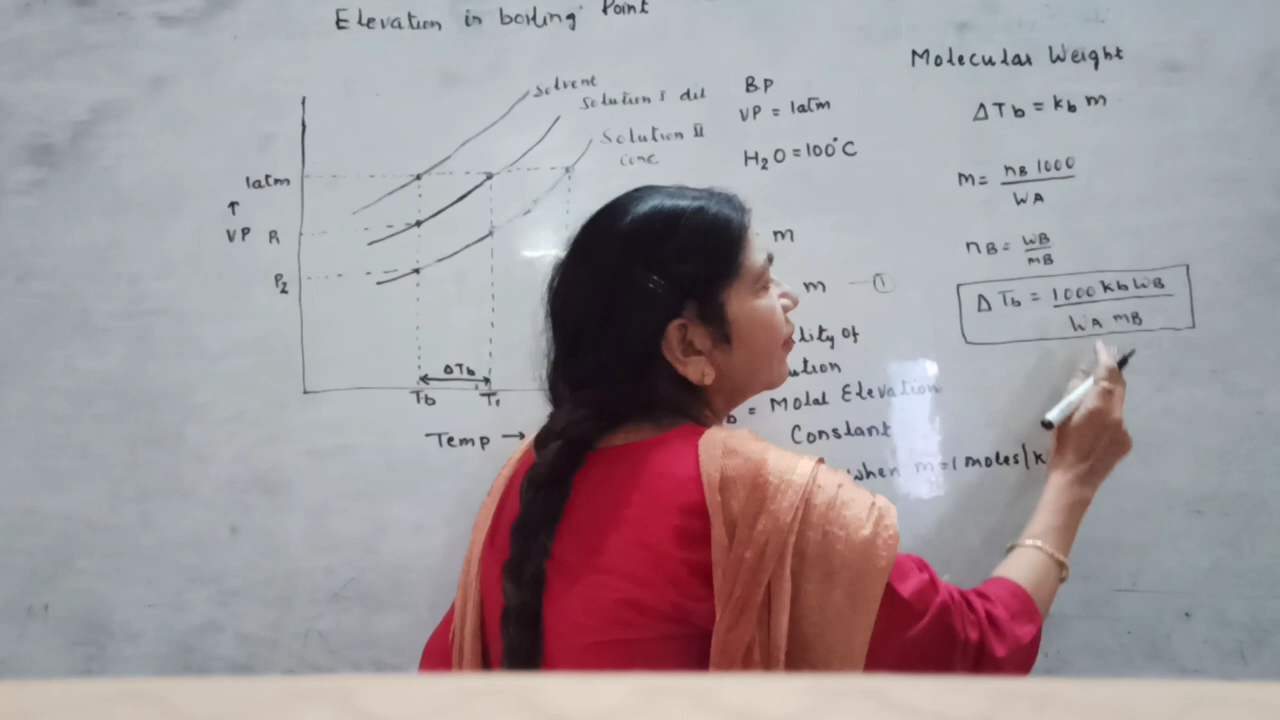 Elevation in boiling Point
Solvent
Solution I dil
Solution II
Conc
1atm
↑
VP
P1
P2
ΔTb
Tb
T1
Temp →
B.P
VP = 1atm
H2O = 100°C
m
m — ①
lity of
ution
b = Molal Elevation
Constant
when m=1 moles/k
Molecular Weight
ΔTb = kb m
m = nB 1000 / WA
nB = WB / mB
ΔTb = 1000 kb WB / WA mB